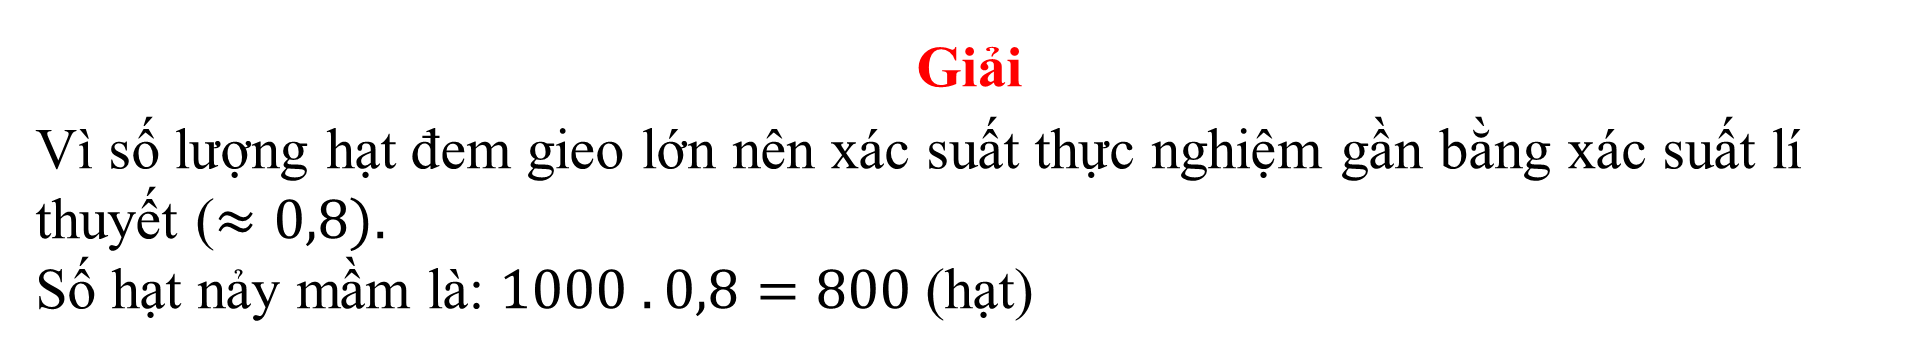 Giải
Vì số lượng hạt đem gieo lớn nên xác suất thực nghiệm gần bằng xác suất lí
thuyết (≈ 0,8).
Số hạt nảy mầm là: 1000 . 0,8 = 800 (hạt)